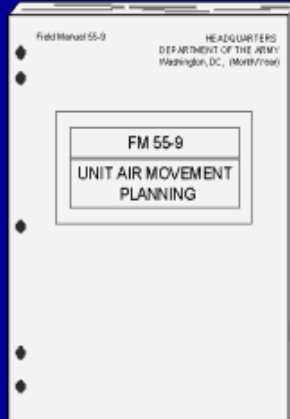 Field Manuel 55-9
HEADQUARTERS
DEPARTMENT OF THE ARMY
Washington, DC, (Month/Year)
FM 55-9
UNIT AIR MOVEMENT
PLANNING